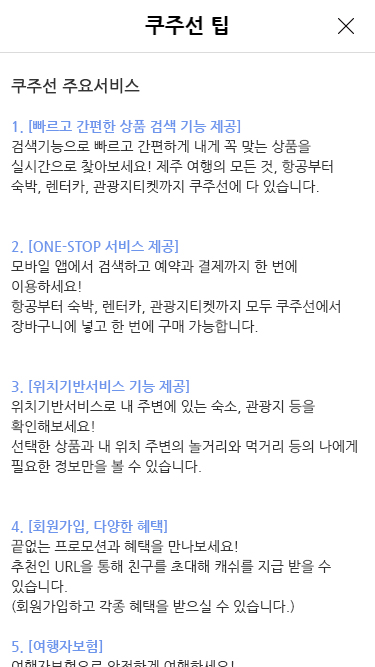 쿠주선 팁
쿠주선 주요서비스
1. [빠르고 간편한 상품 검색 기능 제공]
검색기능으로 빠르고 간편하게 내게 꼭 맞는 상품을
실시간으로 찾아보세요! 제주 여행의 모든 것, 항공부터
숙박, 렌터카, 관광지티켓까지 쿠주선에 다 있습니다.
2. [ONE-STOP 서비스 제공]
모바일 앱에서 검색하고 예약과 결제까지 한 번에
이용하세요!
항공부터 숙박, 렌터카, 관광지티켓까지 모두 쿠주선에서
장바구니에 넣고 한 번에 구매 가능합니다.
3. [위치기반서비스 기능 제공]
위치기반서비스로 내 주변에 있는 숙소, 관광지 등을
확인해보세요!
선택한 상품과 내 위치 주변의 놀거리와 먹거리 등의 나에게
필요한 정보만을 볼 수 있습니다.
4. [회원가입, 다양한 혜택]
끝없는 프로모션과 혜택을 만나보세요!
추천인 URL을 통해 친구를 초대해 캐쉬를 지급 받을 수
있습니다.
(회원가입하고 각종 혜택을 받으실 수 있습니다.)
5. [여행자보험]
여행자보험으로 안전하게 여행하세요!